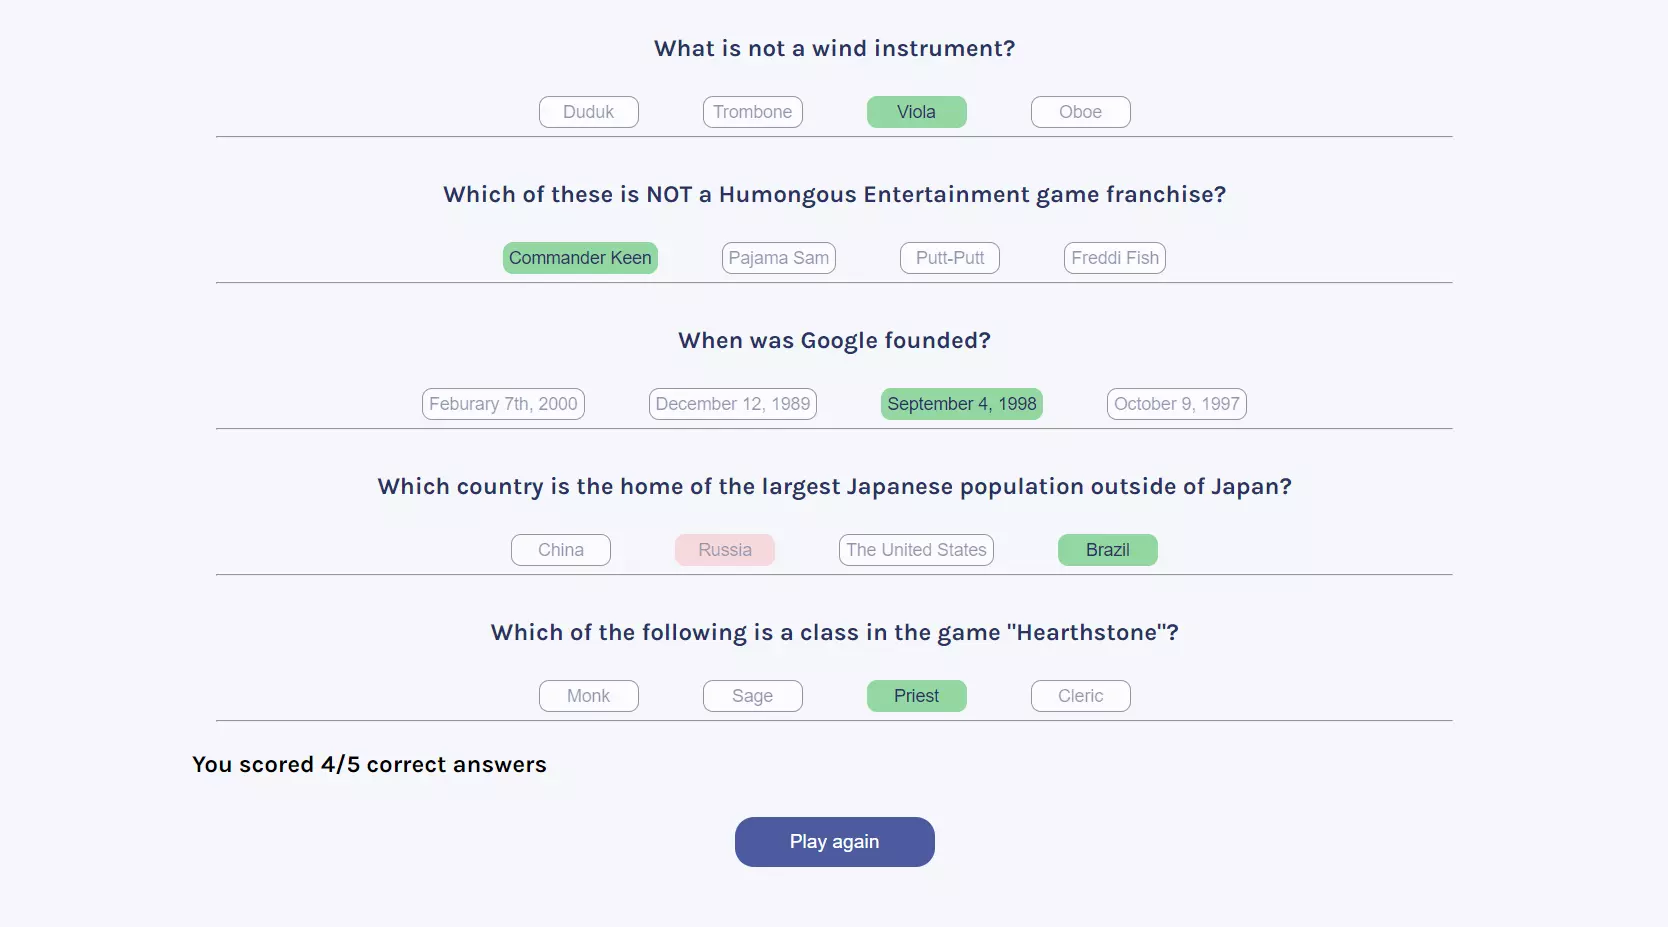 What is not a wind instrument?
Duduk Trombone Viola Oboe
Which of these is NOT a Humongous Entertainment game franchise?
Commander Keen Pajama Sam Putt-Putt Freddi Fish
When was Google founded?
Feburary 7th, 2000 December 12, 1989 September 4, 1998 October 9, 1997
Which country is the home of the largest Japanese population outside of Japan?
China Russia The United States Brazil
Which of the following is a class in the game "Hearthstone"?
Monk Sage Priest Cleric
You scored 4/5 correct answers
Play again